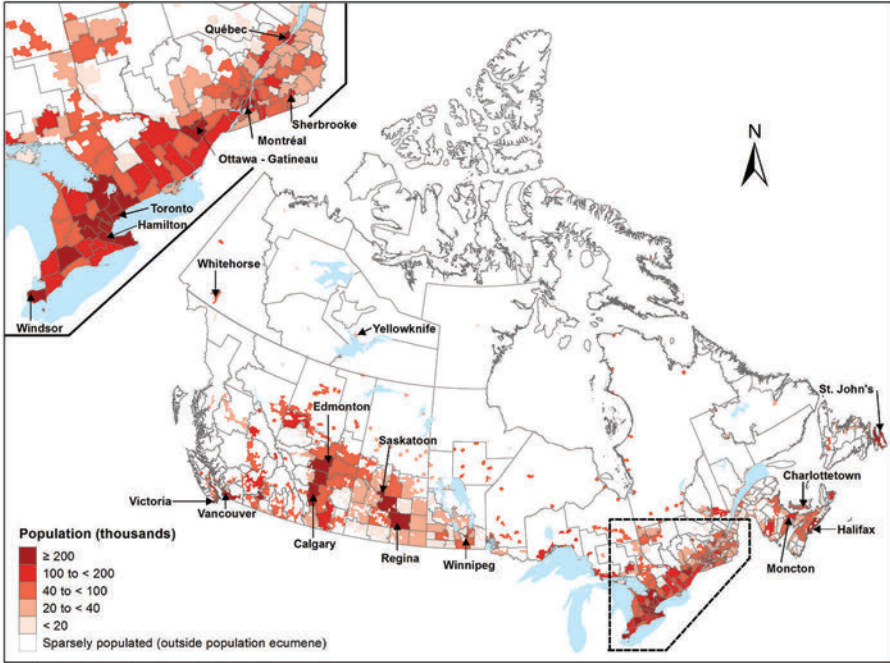 Québec
Sherbrooke
Montréal
Ottawa - Gatineau
Toronto
Hamilton
Windsor
N
Whitehorse
Yellowknife
St. John's
Edmonton
Saskatoon
Charlottetown
Victoria
Vancouver
Halifax
Calgary
Regina
Winnipeg
Moncton
Population (thousands)
≥ 200
100 to < 200
40 to < 100
20 to < 40
< 20
Sparsely populated (outside population ecumene)